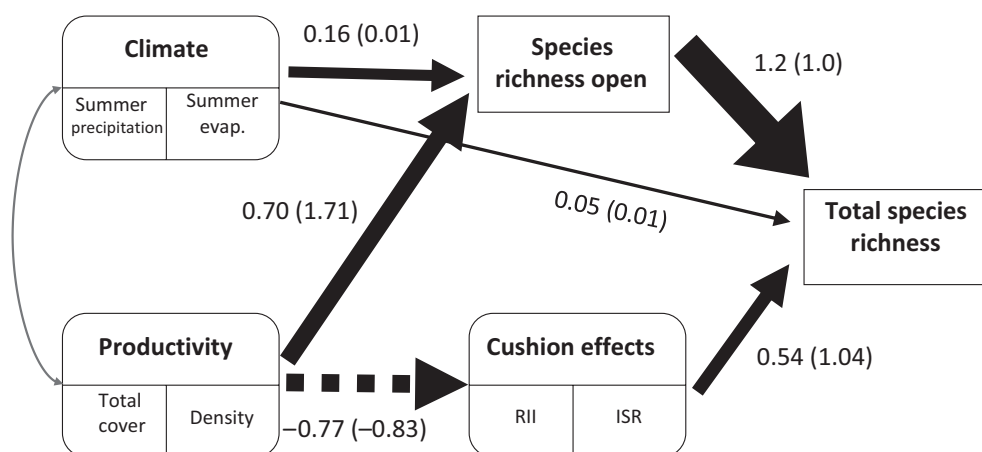 Climate
Summer
precipitation
Summer
evap.
0.16 (0.01)
Species
richness open
1.2 (1.0)
0.70 (1.71)
0.05 (0.01)
Total species
richness
Productivity
Total
cover
Density
−0.77 (−0.83)
Cushion effects
RII
ISR
0.54 (1.04)